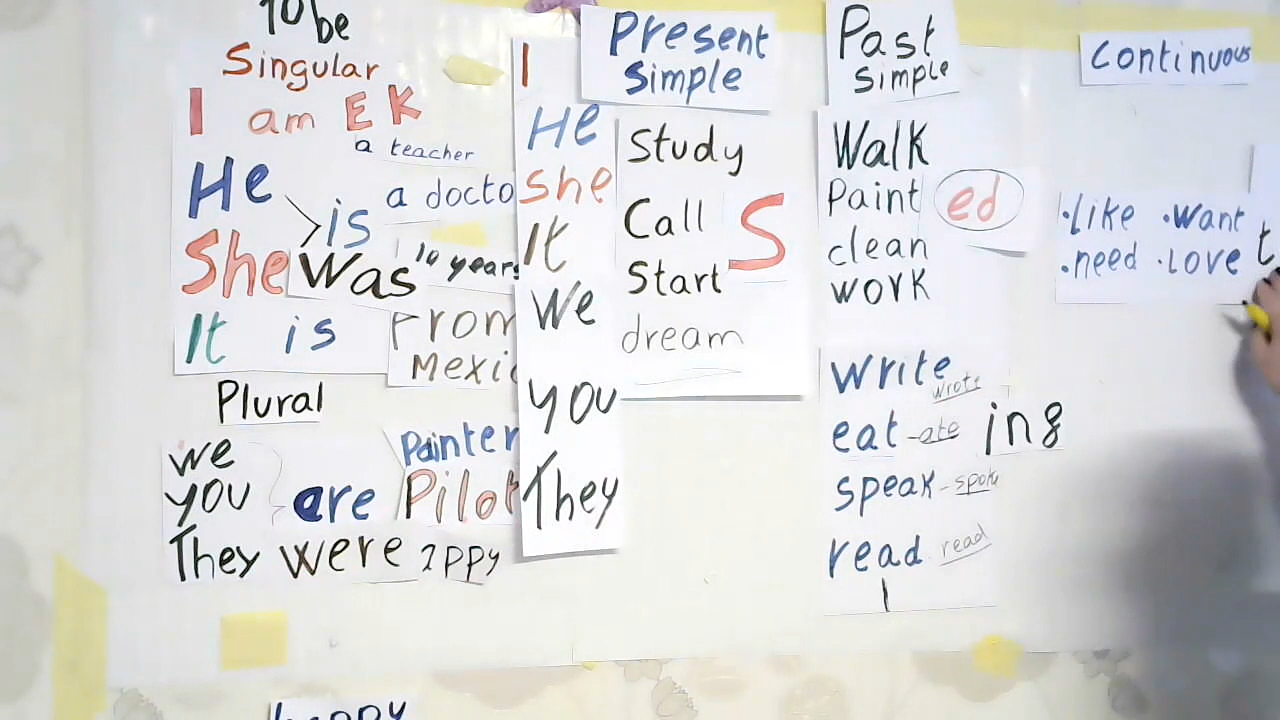 To be
Singular
I am E K
a teacher
He
is
a docto
She was 10 years
It is
From
Mexic
Plural
we
you
are
Painter
Pilot
They were appy
happy
I
He
She
It
We
you
They
Present
Simple
Study
Call
Start
dream
S
Past
Simple
Walk
Paint
clean
work
ed
write wrote
eat - ate
speak - spoke
read read
ing
Continuous
·like ·want
·need ·love
t